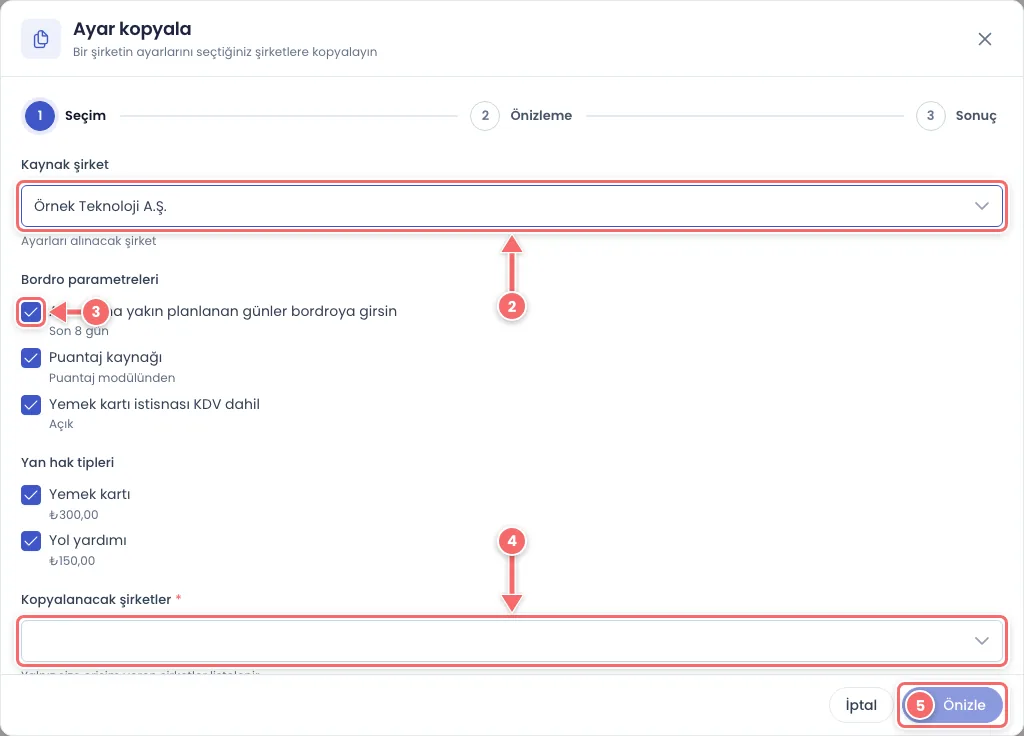 Ayar kopyala
Bir şirketin ayarlarını seçtiğiniz şirketlere kopyalayın
1 Seçim
2 Önizleme
3 Sonuç
Kaynak şirket
Örnek Teknoloji A.Ş.
Ayarları alınacak şirket
2
Bordro parametreleri
3
yakın planlanan günler bordroya girsin
Son 8 gün
Puantaj kaynağı
Puantaj modülünden
Yemek kartı istisnası KDV dahil
Açık
Yan hak tipleri
Yemek kartı
₺300,00
Yol yardımı
₺150,00
4
Kopyalanacak şirketler *
İptal
5 Önizle